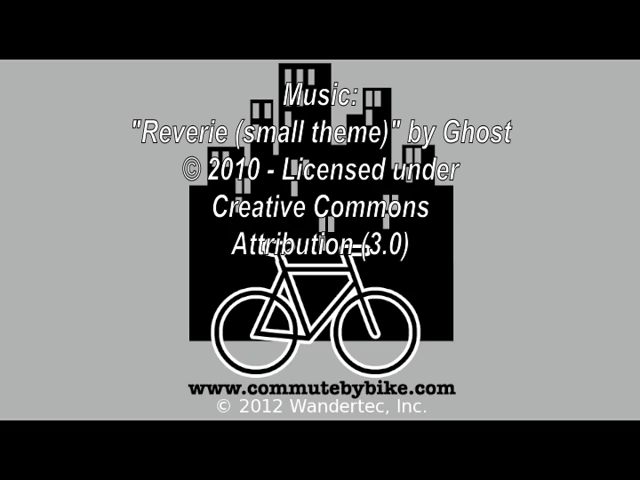 Music:
"Reverie (small theme)" by Ghost
© 2010 - Licensed under
Creative Commons
Attribution (3.0)
www.commutebybike.com
© 2012 Wandertec, Inc.